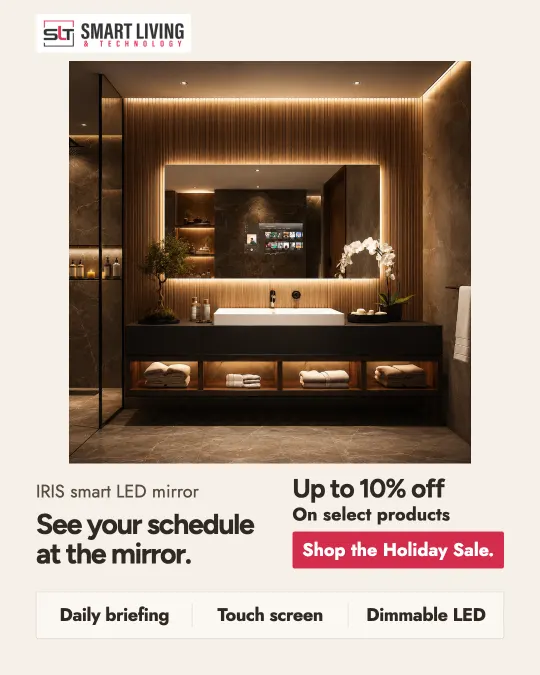 SLT SMART LIVING
& TECHNOLOGY
IRIS smart LED mirror
See your schedule
at the mirror.
Up to 10% off
On select products
Shop the Holiday Sale.
Daily briefing
Touch screen
Dimmable LED